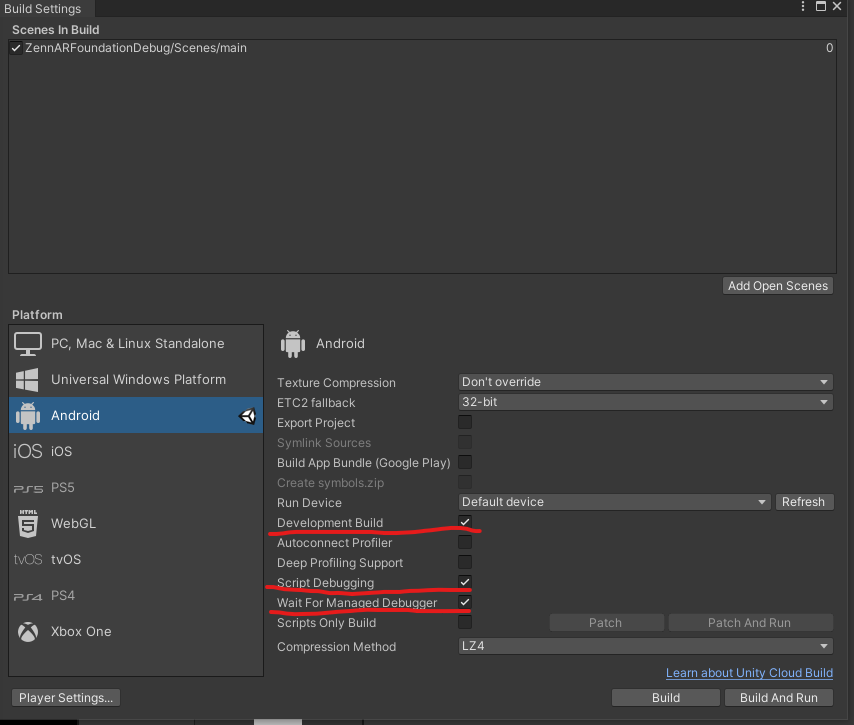 Build Settings
Scenes In Build
ZennARFoundationDebug/Scenes/main 0
Add Open Scenes
Platform
PC, Mac & Linux Standalone
Universal Windows Platform
Android
iOS iOS
PS5 PS5
HTML 5 WebGL
tvOS tvOS
PS4 PS4
Xbox One
Android
Texture Compression Don't override
ETC2 fallback 32-bit
Export Project
Symlink Sources
Build App Bundle (Google Play)
Create symbols.zip
Run Device Default device Refresh
Development Build
Autoconnect Profiler
Deep Profiling Support
Script Debugging
Wait For Managed Debugger
Scripts Only Build Patch Patch And Run
Compression Method LZ4
Learn about Unity Cloud Build
Player Settings... Build Build And Run